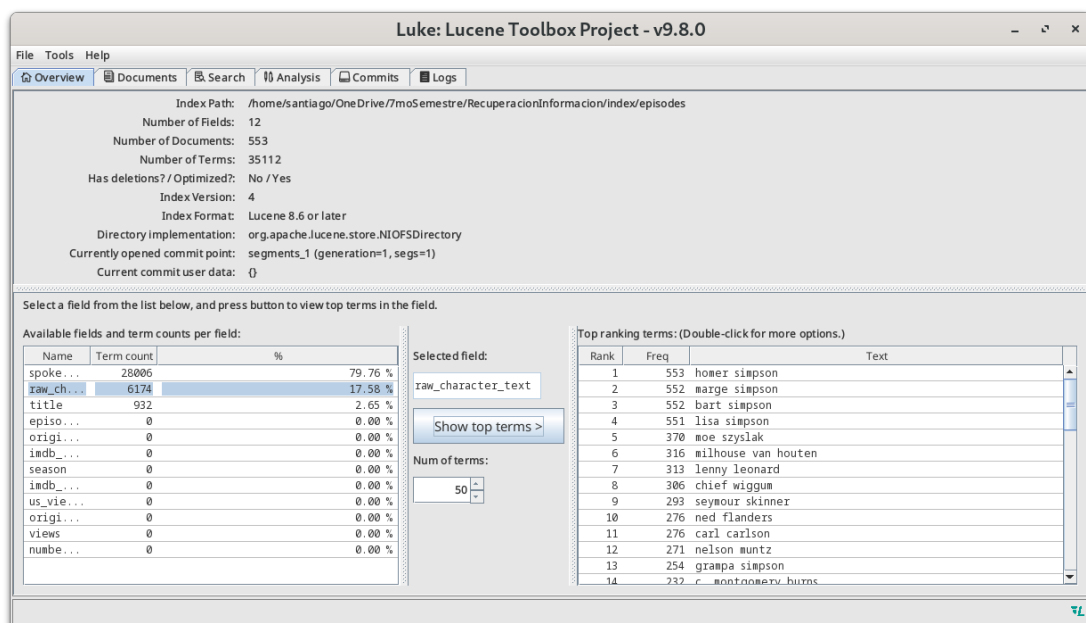 Luke: Lucene Toolbox Project - v9.8.0
File Tools Help
Overview Documents Search Analysis Commits Logs
Index Path: /home/santiago/OneDrive/7moSemestre/RecuperacionInformacion/index/episodes
Number of Fields: 12
Number of Documents: 553
Number of Terms: 35112
Has deletions? / Optimized?: No / Yes
Index Version: 4
Index Format: Lucene 8.6 or later
Directory implementation: org.apache.lucene.store.NIOFSDirectory
Currently opened commit point: segments_1 (generation=1, segs=1)
Current commit user data: {}
Select a field from the list below, and press button to view top terms in the field.
Available fields and term counts per field:
Name Term count %
spoke... 28006 79.76 %
raw_ch... 6174 17.58 %
title 932 2.65 %
episo... 0 0.00 %
origi... 0 0.00 %
imdb_... 0 0.00 %
season 0 0.00 %
imdb_... 0 0.00 %
us_vie... 0 0.00 %
origi... 0 0.00 %
views 0 0.00 %
numbe... 0 0.00 %
Selected field:
raw_character_text
Show top terms >
Num of terms:
50
Top ranking terms: (Double-click for more options.)
Rank Freq Text
1 553 homer simpson
2 552 marge simpson
3 552 bart simpson
4 551 lisa simpson
5 370 moe szyslak
6 316 milhouse van houten
7 313 lenny leonard
8 306 chief wiggum
9 293 seymour skinner
10 276 ned flanders
11 276 carl carlson
12 271 nelson muntz
13 254 grampa simpson
14 232 c. montgomery burns